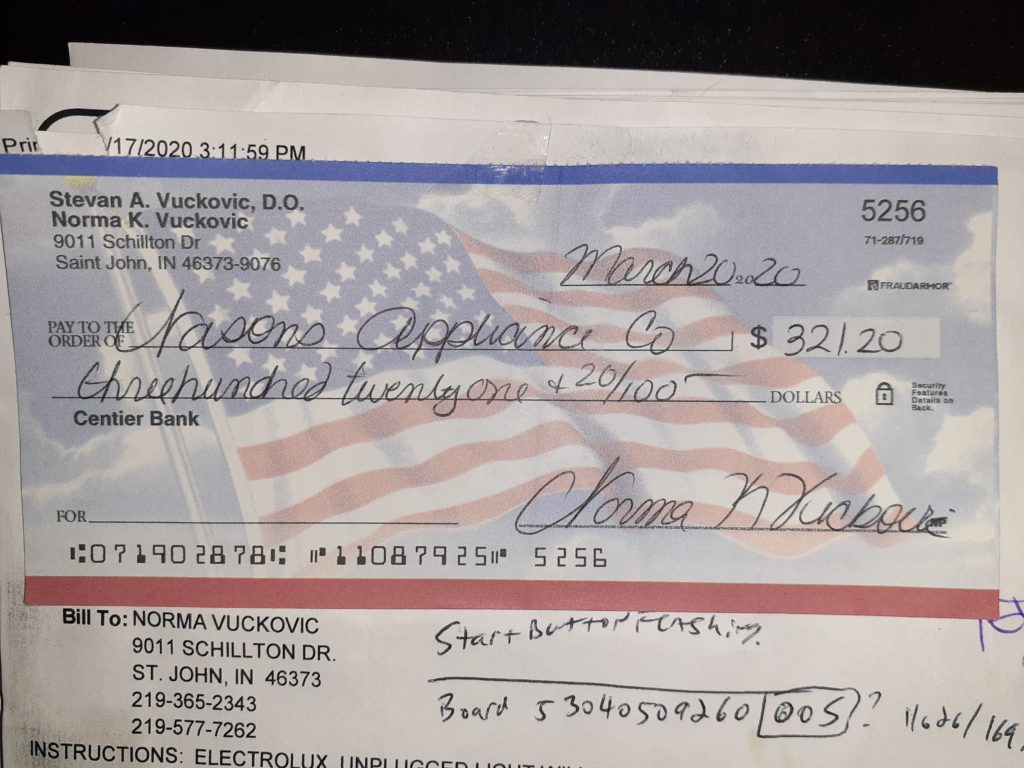 /17/2020 3:11:59 PM
Stevan A. Vuckovic, D.O.
Norma K. Vuckovic
9011 Schillton Dr
Saint John, IN 46373-9076
5256
71-287/719
March 20 2020
FRAUDARMOR
PAY TO THE
ORDER OF Nasons Appliance Co $ 321.20
threehundred twentyone & 20/100 DOLLARS
Security
Features
Details on
Back.
Centier Bank
FOR
Norma K Vuckovic
⑆071902878⑆ ⑈11087925⑈ 5256
Bill To: NORMA VUCKOVIC
9011 SCHILLTON DR.
ST. JOHN, IN 46373
219-365-2343
219-577-7262
Start Button Flashing.
Board 53040509260 005?
INSTRUCTIONS: ELECTROLUX UNPLUGGED LIGHT